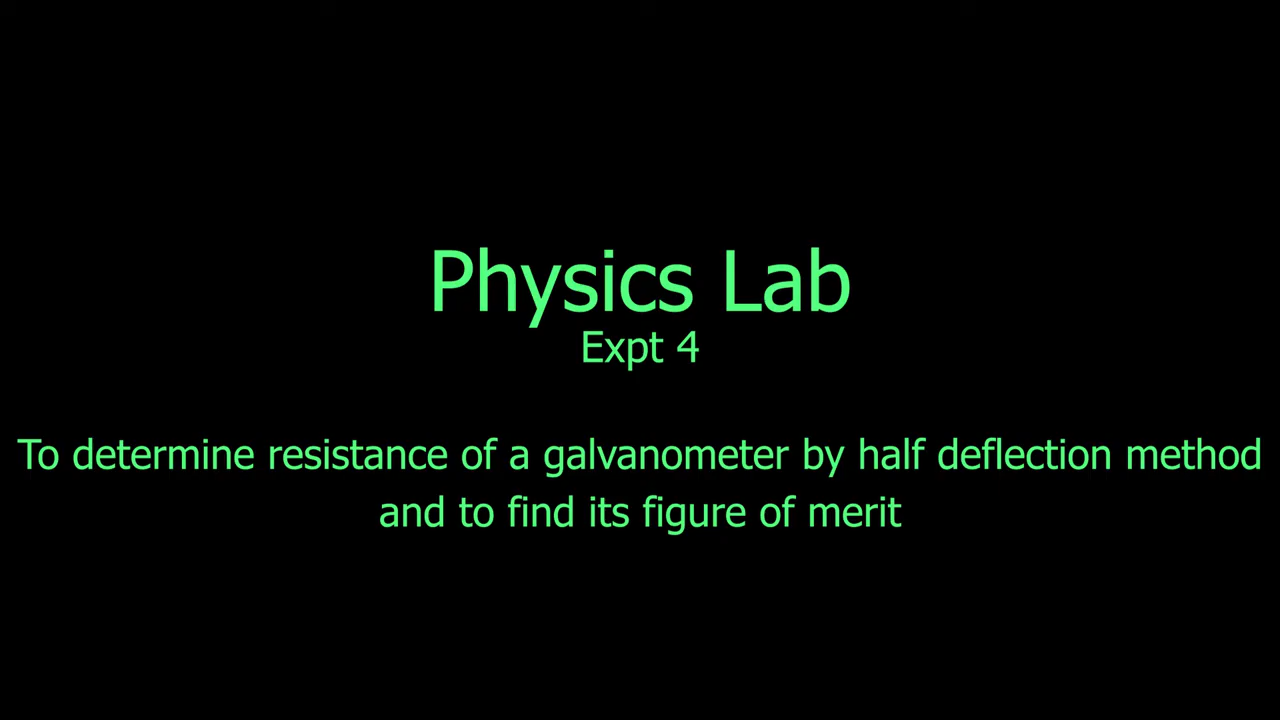 Physics Lab
Expt 4
To determine resistance of a galvanometer by half deflection method
and to find its figure of merit